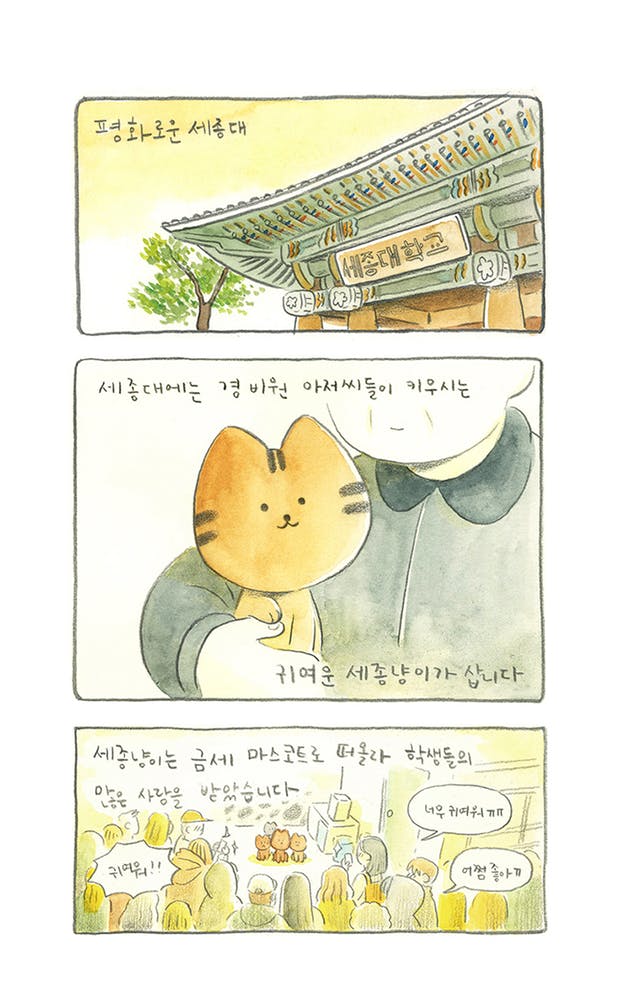 평화로운 세종대
세종대학교
세종대에는 경비원 아저씨들이 키우시는
귀여운 세종냥이가 삽니다
세종냥이는 금세 마스코트로 떠올라 학생들의
많은 사랑을 받았습니다
너무 귀여워ㅠㅠ
귀여워!!
어쩜 좋아ㅠ